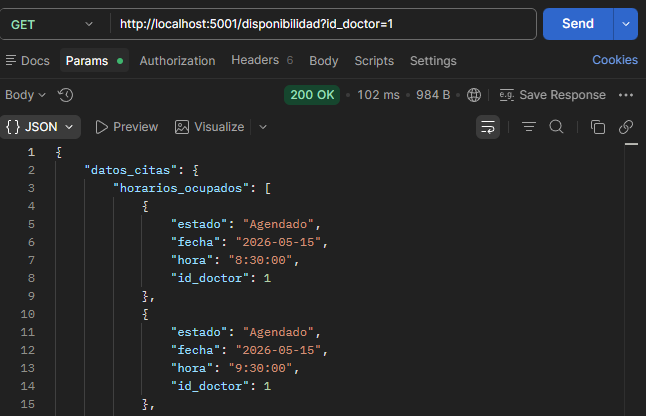 GET http://localhost:5001/disponibilidad?id_doctor=1 Send
Docs Params Authorization Headers 6 Body Scripts Settings Cookies
Body 200 OK • 102 ms • 984 B • e.g. Save Response
{} JSON Preview Visualize
1 {
2 "datos_citas": {
3 "horarios_ocupados": [
4 {
5 "estado": "Agendado",
6 "fecha": "2026-05-15",
7 "hora": "8:30:00",
8 "id_doctor": 1
9 },
10 {
11 "estado": "Agendado",
12 "fecha": "2026-05-15",
13 "hora": "9:30:00",
14 "id_doctor": 1
15 },